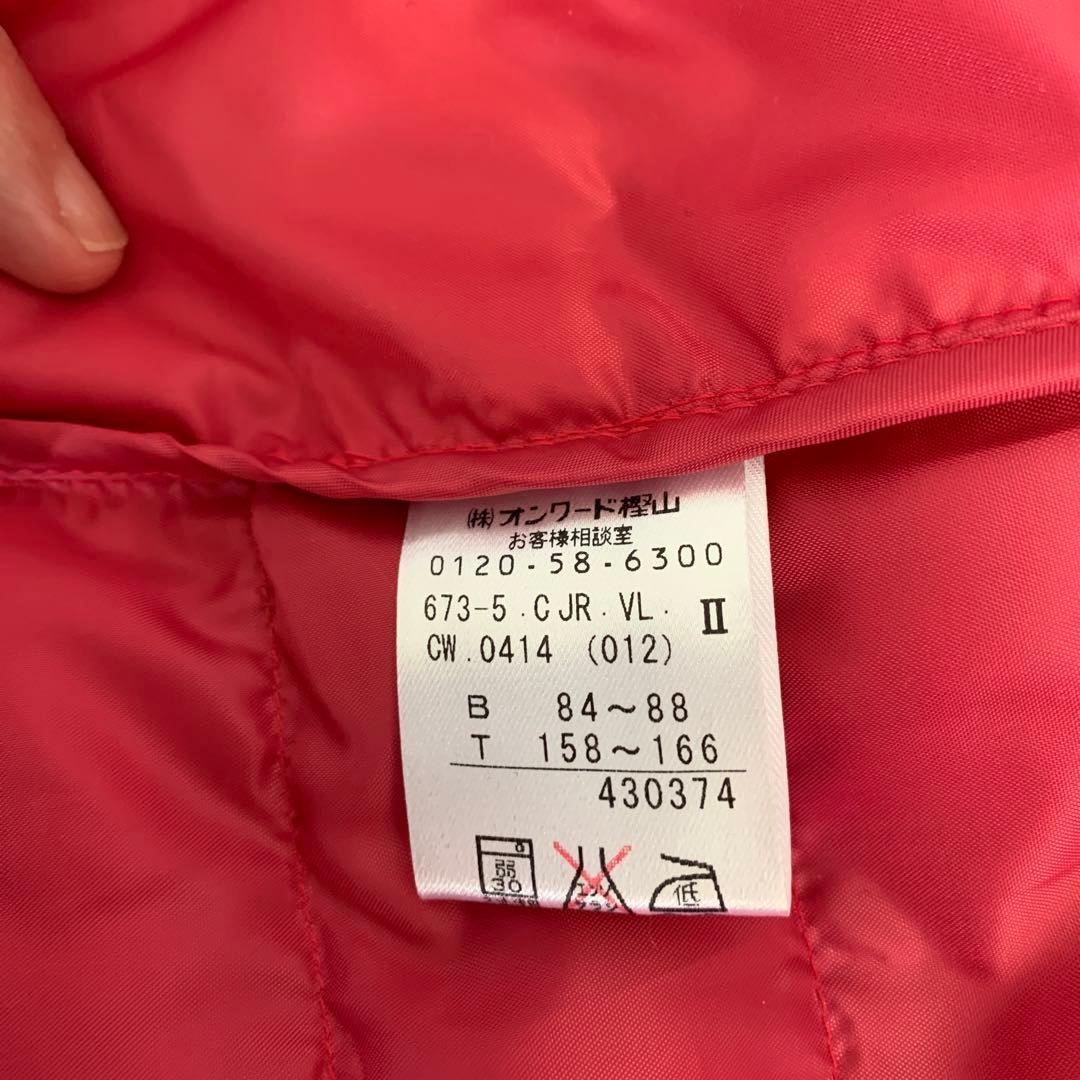 ㈱オンワード樫山
お客様相談室
0120-58-6300
673-5.CJR.VL. Ⅱ
CW.0414 (012)
B 84〜88
T 158〜166
430374
弱 30
低